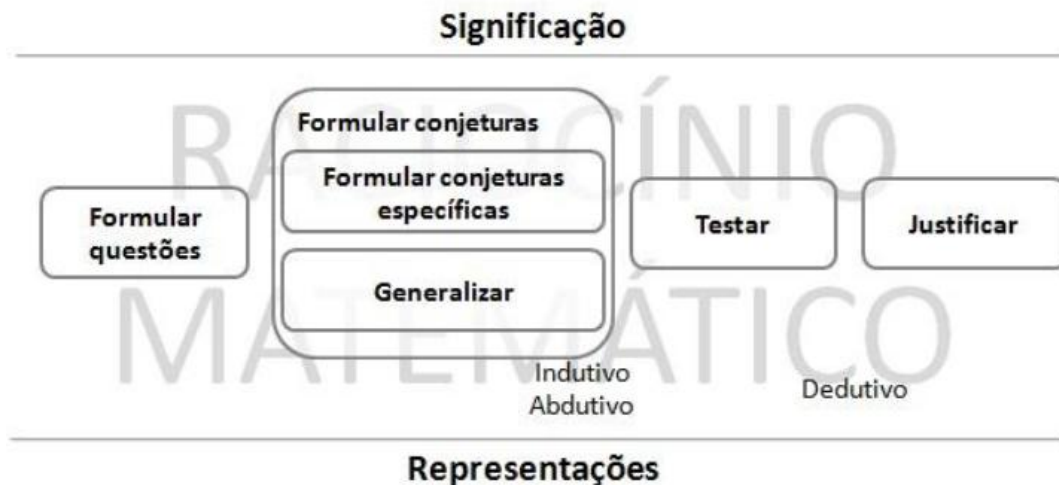 Significação
RACIOCÍNIO
Formular conjeturas
Formular conjeturas
específicas
Formular
questões
Testar
Justificar
Generalizar
MATEMÁTICO
Indutivo
Abdutivo
Dedutivo
Representações